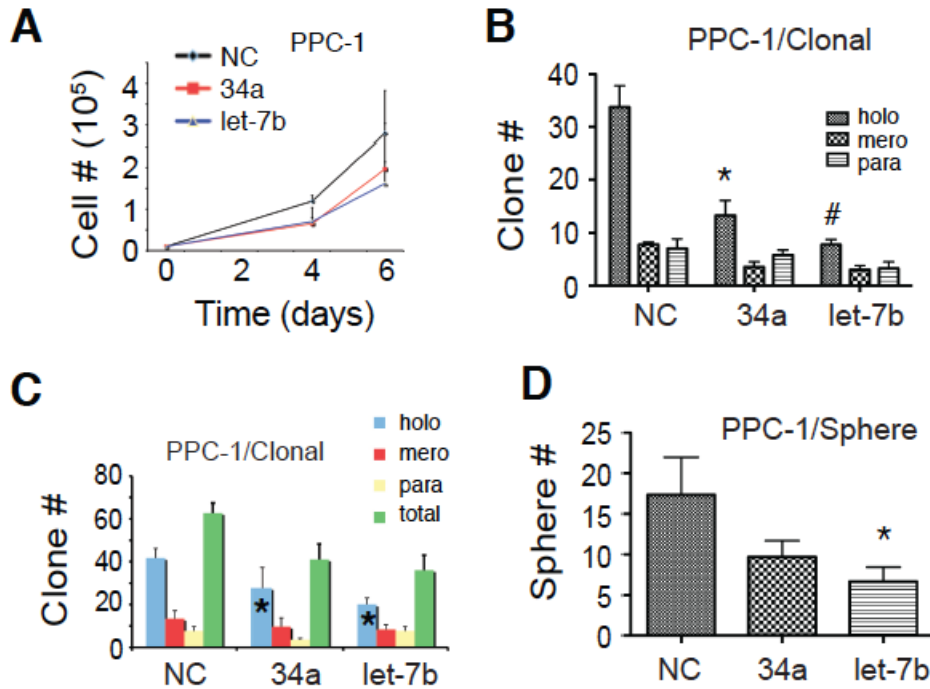 A
PPC-1
NC
34a
let-7b
Cell # (10⁵)
4
3
2
1
0
0 4 6
Time (days)
B
PPC-1/Clonal
holo
mero
para
Clone #
40
30
20
10
0
*
#
NC 34a let-7b
C
PPC-1/Clonal
holo
mero
para
total
Clone #
80
60
40
20
0
* *
NC 34a let-7b
D
PPC-1/Sphere
Sphere #
25
20
15
10
5
0
*
NC 34a let-7b